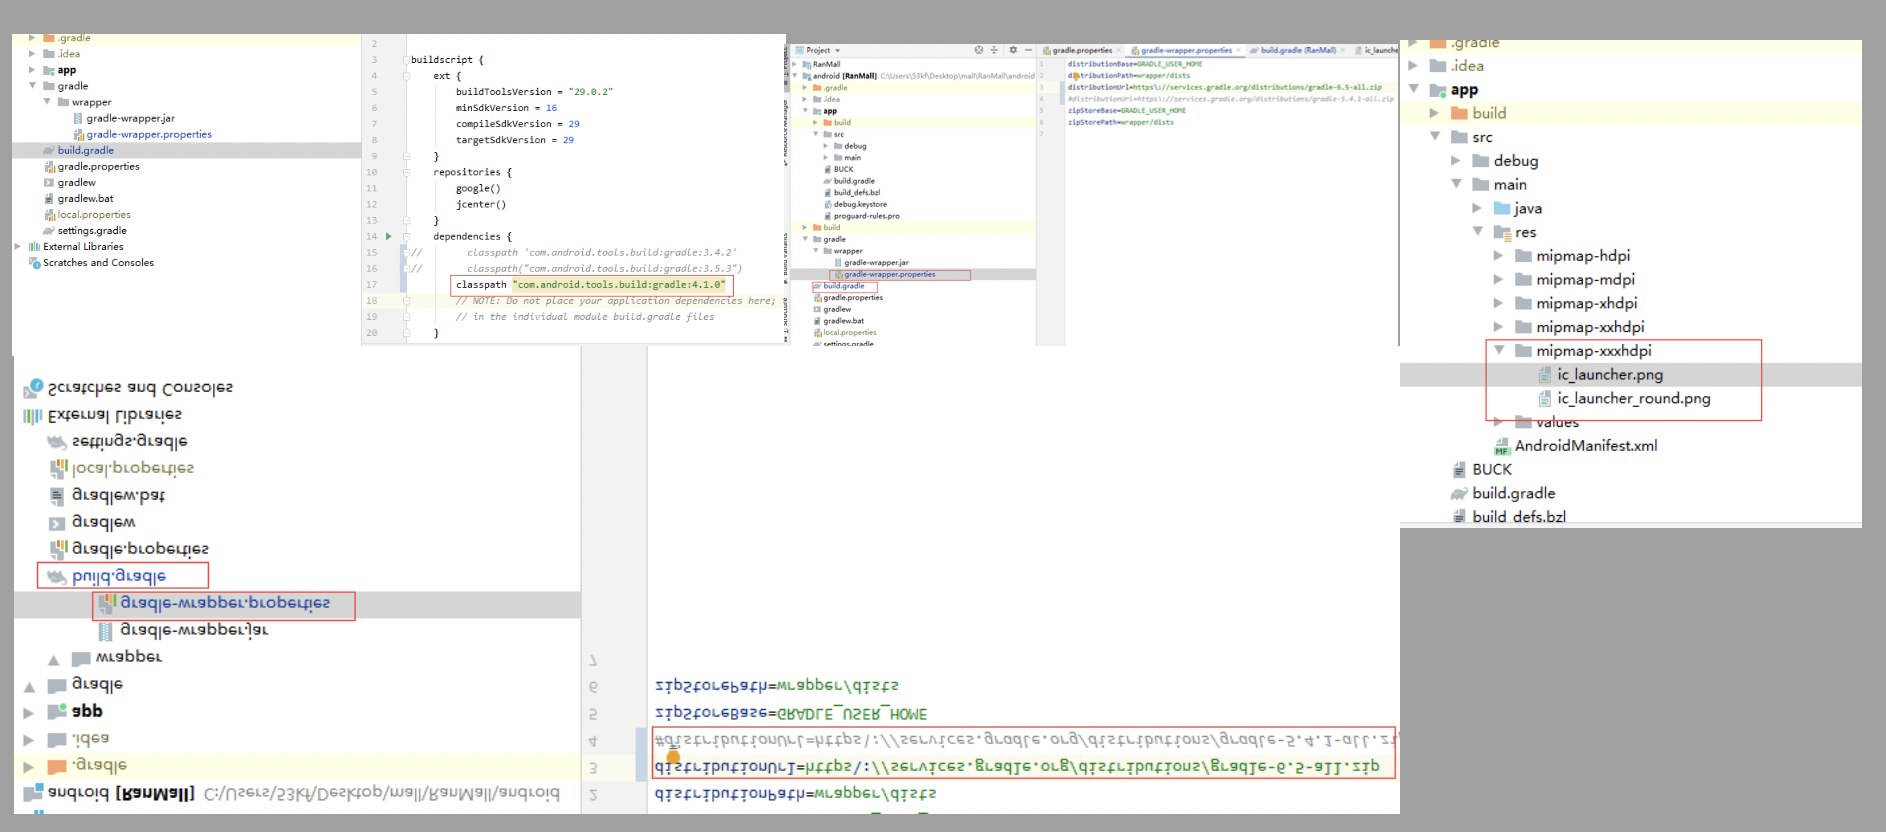 .gradle
.idea
app
gradle
wrapper
gradle-wrapper.jar
gradle-wrapper.properties
build.gradle
gradle.properties
gradlew
gradlew.bat
local.properties
settings.gradle
External Libraries
Scratches and Consoles
2
3 buildscript {
4 ext {
5 buildToolsVersion = "29.0.2"
6 minSdkVersion = 16
7 compileSdkVersion = 29
8 targetSdkVersion = 29
9 }
10 repositories {
11 google()
12 jcenter()
13 }
14 dependencies {
15 // classpath 'com.android.tools.build:gradle:3.4.2'
16 // classpath("com.android.tools.build:gradle:3.5.3")
17 classpath "com.android.tools.build:gradle:4.1.0"
18 // NOTE: Do not place your application dependencies here;
19 // in the individual module build.gradle files
20 }
Project
RanMall
android [RanMall] C:\Users\53kf\Desktop\mall\RanMall\android
.gradle
.idea
app
build
src
debug
main
BUCK
build.gradle
build_defs.bzl
debug.keystore
proguard-rules.pro
build
gradle
wrapper
gradle-wrapper.jar
gradle-wrapper.properties
build.gradle
gradle.properties
gradlew
gradlew.bat
local.properties
settings.gradle
gradle.properties gradle-wrapper.properties build.gradle (RanMall) ic_launcher
1 distributionBase=GRADLE_USER_HOME
2 distributionPath=wrapper/dists
3 distributionUrl=https\://services.gradle.org/distributions/gradle-6.5-all.zip
4 #distributionUrl=https\://services.gradle.org/distributions/gradle-5.4.1-all.zip
5 zipStoreBase=GRADLE_USER_HOME
6 zipStorePath=wrapper/dists
7
.gradle
.idea
app
build
src
debug
main
java
res
mipmap-hdpi
mipmap-mdpi
mipmap-xhdpi
mipmap-xxhdpi
mipmap-xxxhdpi
ic_launcher.png
ic_launcher_round.png
values
AndroidManifest.xml
BUCK
build.gradle
build_defs.bzl
Scratches and Consoles
External Libraries
settings.gradle
local.properties
gradlew.bat
gradlew
gradle.properties
build.gradle
gradle-wrapper.properties
gradle-wrapper.jar
wrapper
gradle
app
.idea
.gradle
android [RanMall] C:\Users\53kf\Desktop\mall\RanMall\android
7
6 zipStorePath=wrapper/dists
5 zipStoreBase=GRADLE_USER_HOME
4 #distributionUrl=https\://services.gradle.org/distributions/gradle-5.4.1-all.zi
3 distributionUrl=https\://services.gradle.org/distributions/gradle-6.5-all.zip
2 distributionPath=wrapper/dists